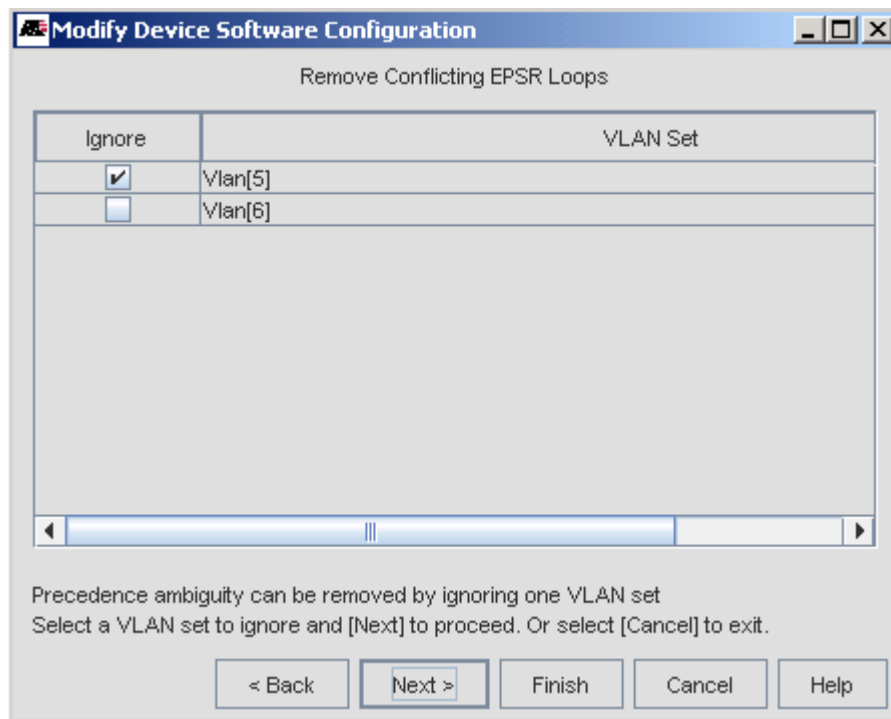 Modify Device Software Configuration
Remove Conflicting EPSR Loops
Ignore VLAN Set
Vlan[5]
Vlan[6]
Precedence ambiguity can be removed by ignoring one VLAN set
Select a VLAN set to ignore and [Next] to proceed. Or select [Cancel] to exit.
< Back Next > Finish Cancel Help